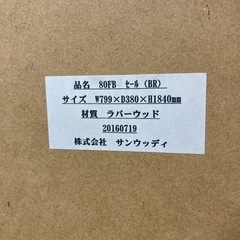 品名 80FB ｾｰﾙ(BR)
サイズ W799×D380×H1840mm
材質 ラバーウッド
20160719
株式会社 サンウッディ